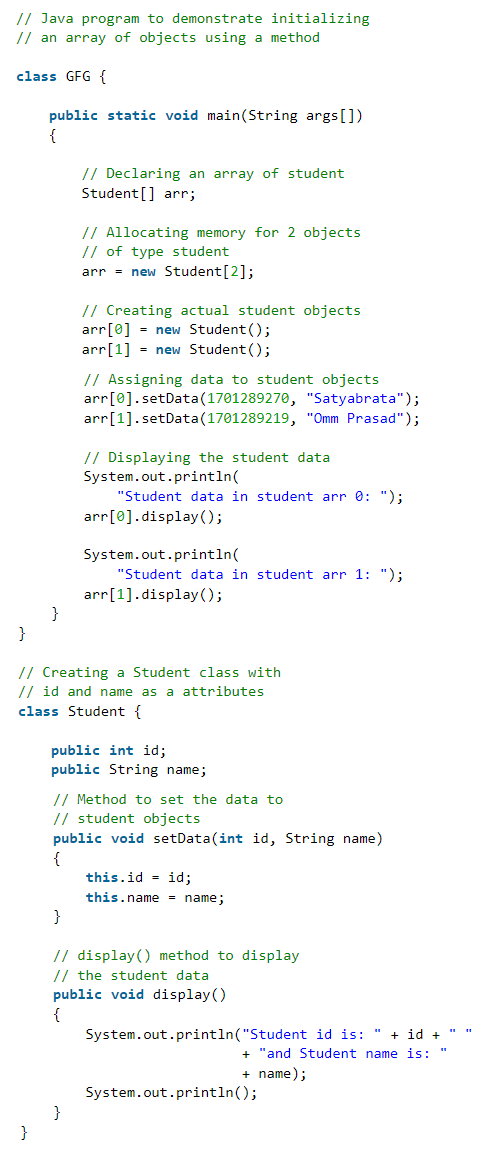 // Java program to demonstrate initializing
// an array of objects using a method
class GFG {
public static void main(String args[])
{
// Declaring an array of student
Student[] arr;
// Allocating memory for 2 objects
// of type student
arr = new Student[2];
// Creating actual student objects
arr[0] = new Student();
arr[1] = new Student();
// Assigning data to student objects
arr[0].setData(1701289270, "Satyabrata");
arr[1].setData(1701289219, "Omm Prasad");
// Displaying the student data
System.out.println(
"Student data in student arr 0: ");
arr[0].display();
System.out.println(
"Student data in student arr 1: ");
arr[1].display();
}
}
// Creating a Student class with
// id and name as a attributes
class Student {
public int id;
public String name;
// Method to set the data to
// student objects
public void setData(int id, String name)
{
this.id = id;
this.name = name;
}
// display() method to display
// the student data
public void display()
{
System.out.println("Student id is: " + id + " "
+ "and Student name is: "
+ name);
System.out.println();
}
}